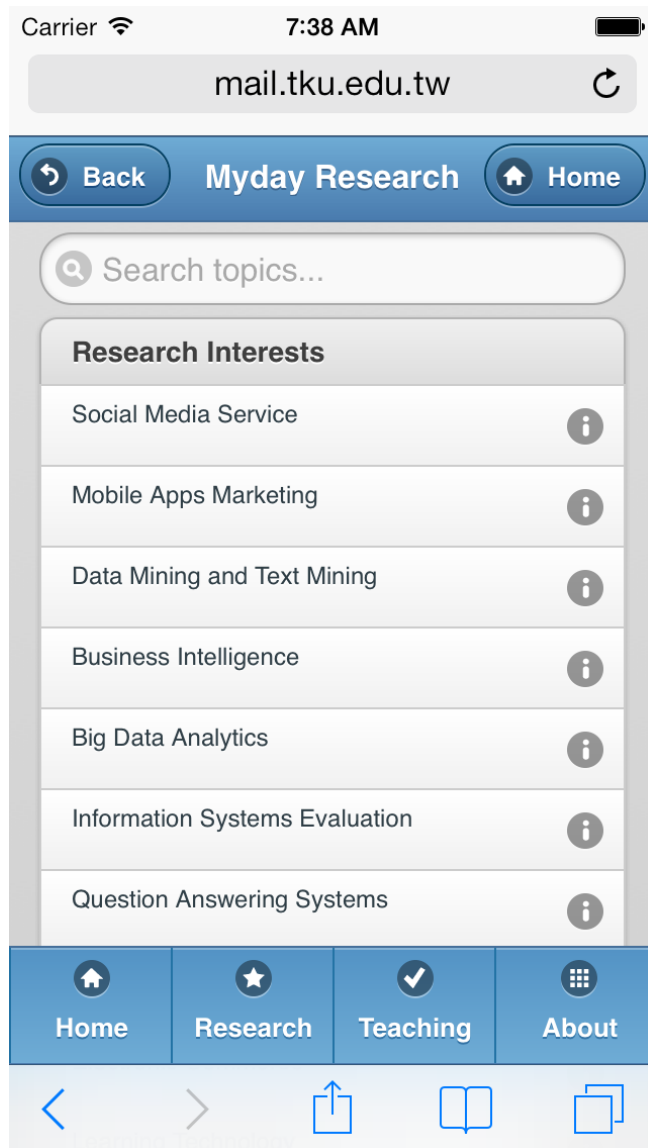 Carrier 7:38 AM
mail.tku.edu.tw
Back Myday Research Home
Search topics...
Research Interests
Social Media Service
Mobile Apps Marketing
Data Mining and Text Mining
Business Intelligence
Big Data Analytics
Information Systems Evaluation
Question Answering Systems
Home Research Teaching About
Learning Technology